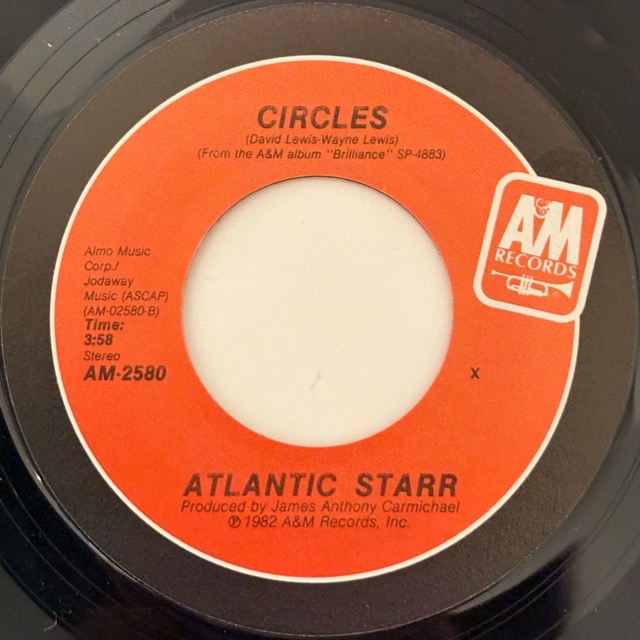 CIRCLES
(David Lewis-Wayne Lewis)
(From the A&M album "Brilliance" SP-4883)
A&M
RECORDS
Almo Music
Corp./
Jodaway
Music (ASCAP)
(AM-02580-B)
Time:
3:58
Stereo
AM-2580
X
ATLANTIC STARR
Produced by James Anthony Carmichael
℗ 1982 A&M Records, Inc.